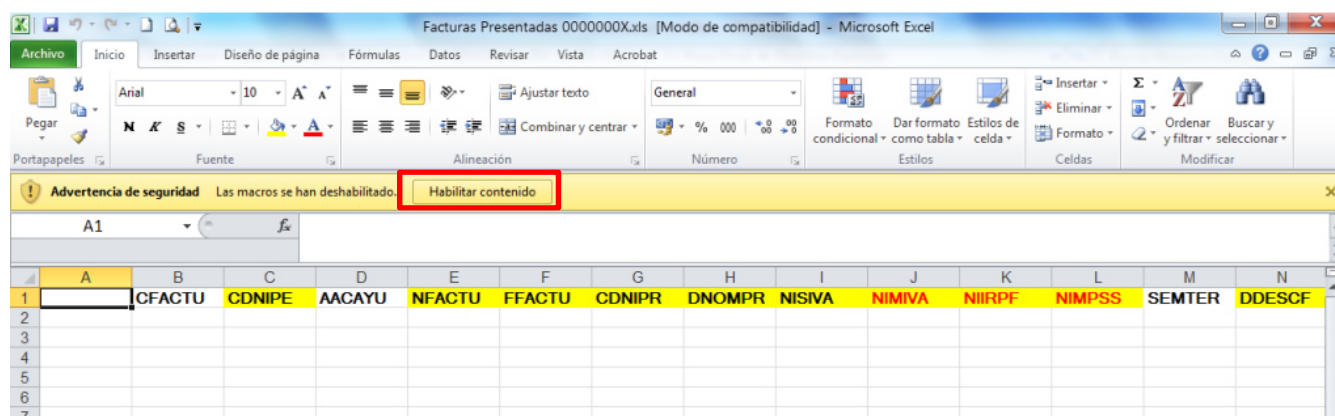 Facturas Presentadas 0000000X.xls [Modo de compatibilidad] - Microsoft Excel
Archivo Inicio Insertar Diseño de página Fórmulas Datos Revisar Vista Acrobat
Pegar
Arial 10
Ajustar texto
General
Formato condicional
Dar formato como tabla
Estilos de celda
Insertar
Eliminar
Formato
Ordenar y filtrar
Buscar y seleccionar
N K S
Combinar y centrar
% 000
Portapapeles Fuente Alineación Número Estilos Celdas Modificar
Advertencia de seguridad Las macros se han deshabilitado. Habilitar contenido
A1 fx
A B C D E F G H I J K L M N
1 CFACTU CDNIPE AACAYU NFACTU FFACTU CDNIPR DNOMPR NISIVA NIMIVA NIIRPF NIMPSS SEMTER DDESCF
2
3
4
5
6
7